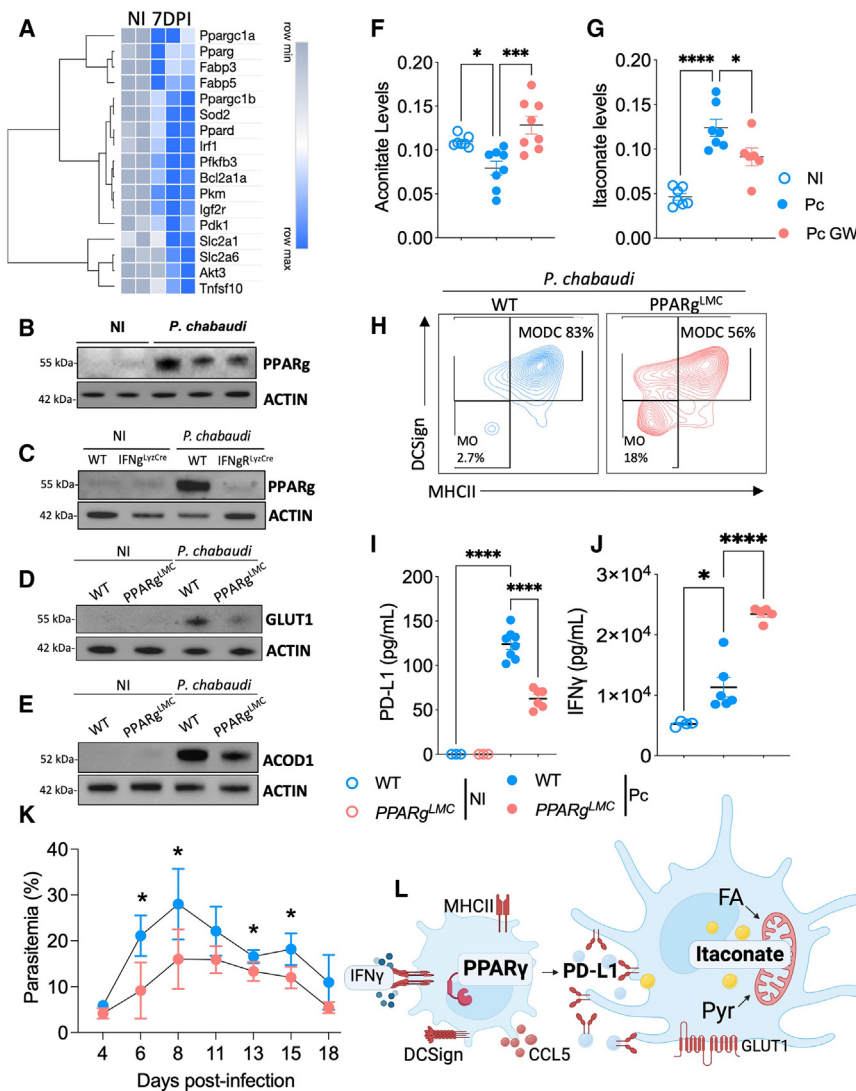 A
NI 7DPI
Ppargc1a
Pparg
Fabp3
Fabp5
Ppargc1b
Sod2
Ppard
Irf1
Pfkfb3
Bcl2a1a
Pkm
Igf2r
Pdk1
Slc2a1
Slc2a6
Akt3
Tnfsf10
row min
row max
B
NI P. chabaudi
55 kDa- PPARg
42 kDa- ACTIN
C
NI P. chabaudi
WT IFNgLyzCre WT IFNgRLyzCre
55 kDa- PPARg
42 kDa- ACTIN
D
NI P. chabaudi
WT PPARgLMC WT PPARgLMC
55 kDa- GLUT1
42 kDa- ACTIN
E
NI P. chabaudi
WT PPARgLMC WT PPARgLMC
52 kDa- ACOD1
42 kDa- ACTIN
F
* ***
Aconitate Levels
0.20
0.15
0.10
0.05
0.00
G
**** *
Itaconate levels
0.20
0.15
0.10
0.05
0.00
NI
Pc
Pc GW
H
P. chabaudi
WT PPARgLMC
MODC 83%
MO
2.7%
MODC 56%
MO
18%
DCSign
MHCII
I
****
****
PD-L1 (pg/mL)
200
150
100
50
0
J
****
*
IFNγ (pg/mL)
3×10⁴
2×10⁴
1×10⁴
0
WT
PPARgLMC
NI
WT
PPARgLMC
Pc
K
Parasitemia (%)
40
30
20
10
0
* * * *
4 6 8 11 13 15 18
Days post-infection
L
MHCII
IFNγ
PPARγ
PD-L1
DCSign
CCL5
FA
Itaconate
Pyr
GLUT1